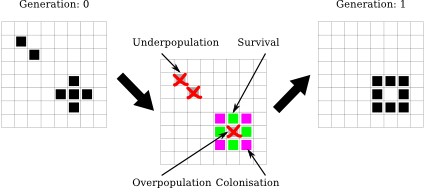 Generation: 0
Generation: 1
Underpopulation
Survival
Overpopulation
Colonisation